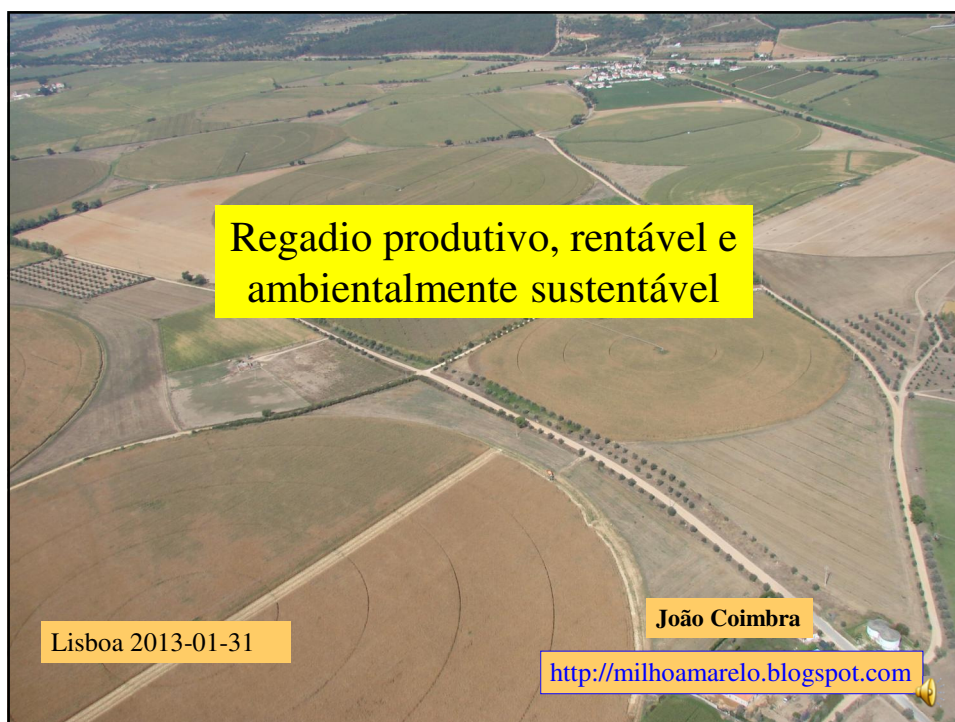 Regadio produtivo, rentável e
ambientalmente sustentável
Lisboa 2013-01-31
João Coimbra
http://milhoamarelo.blogspot.com